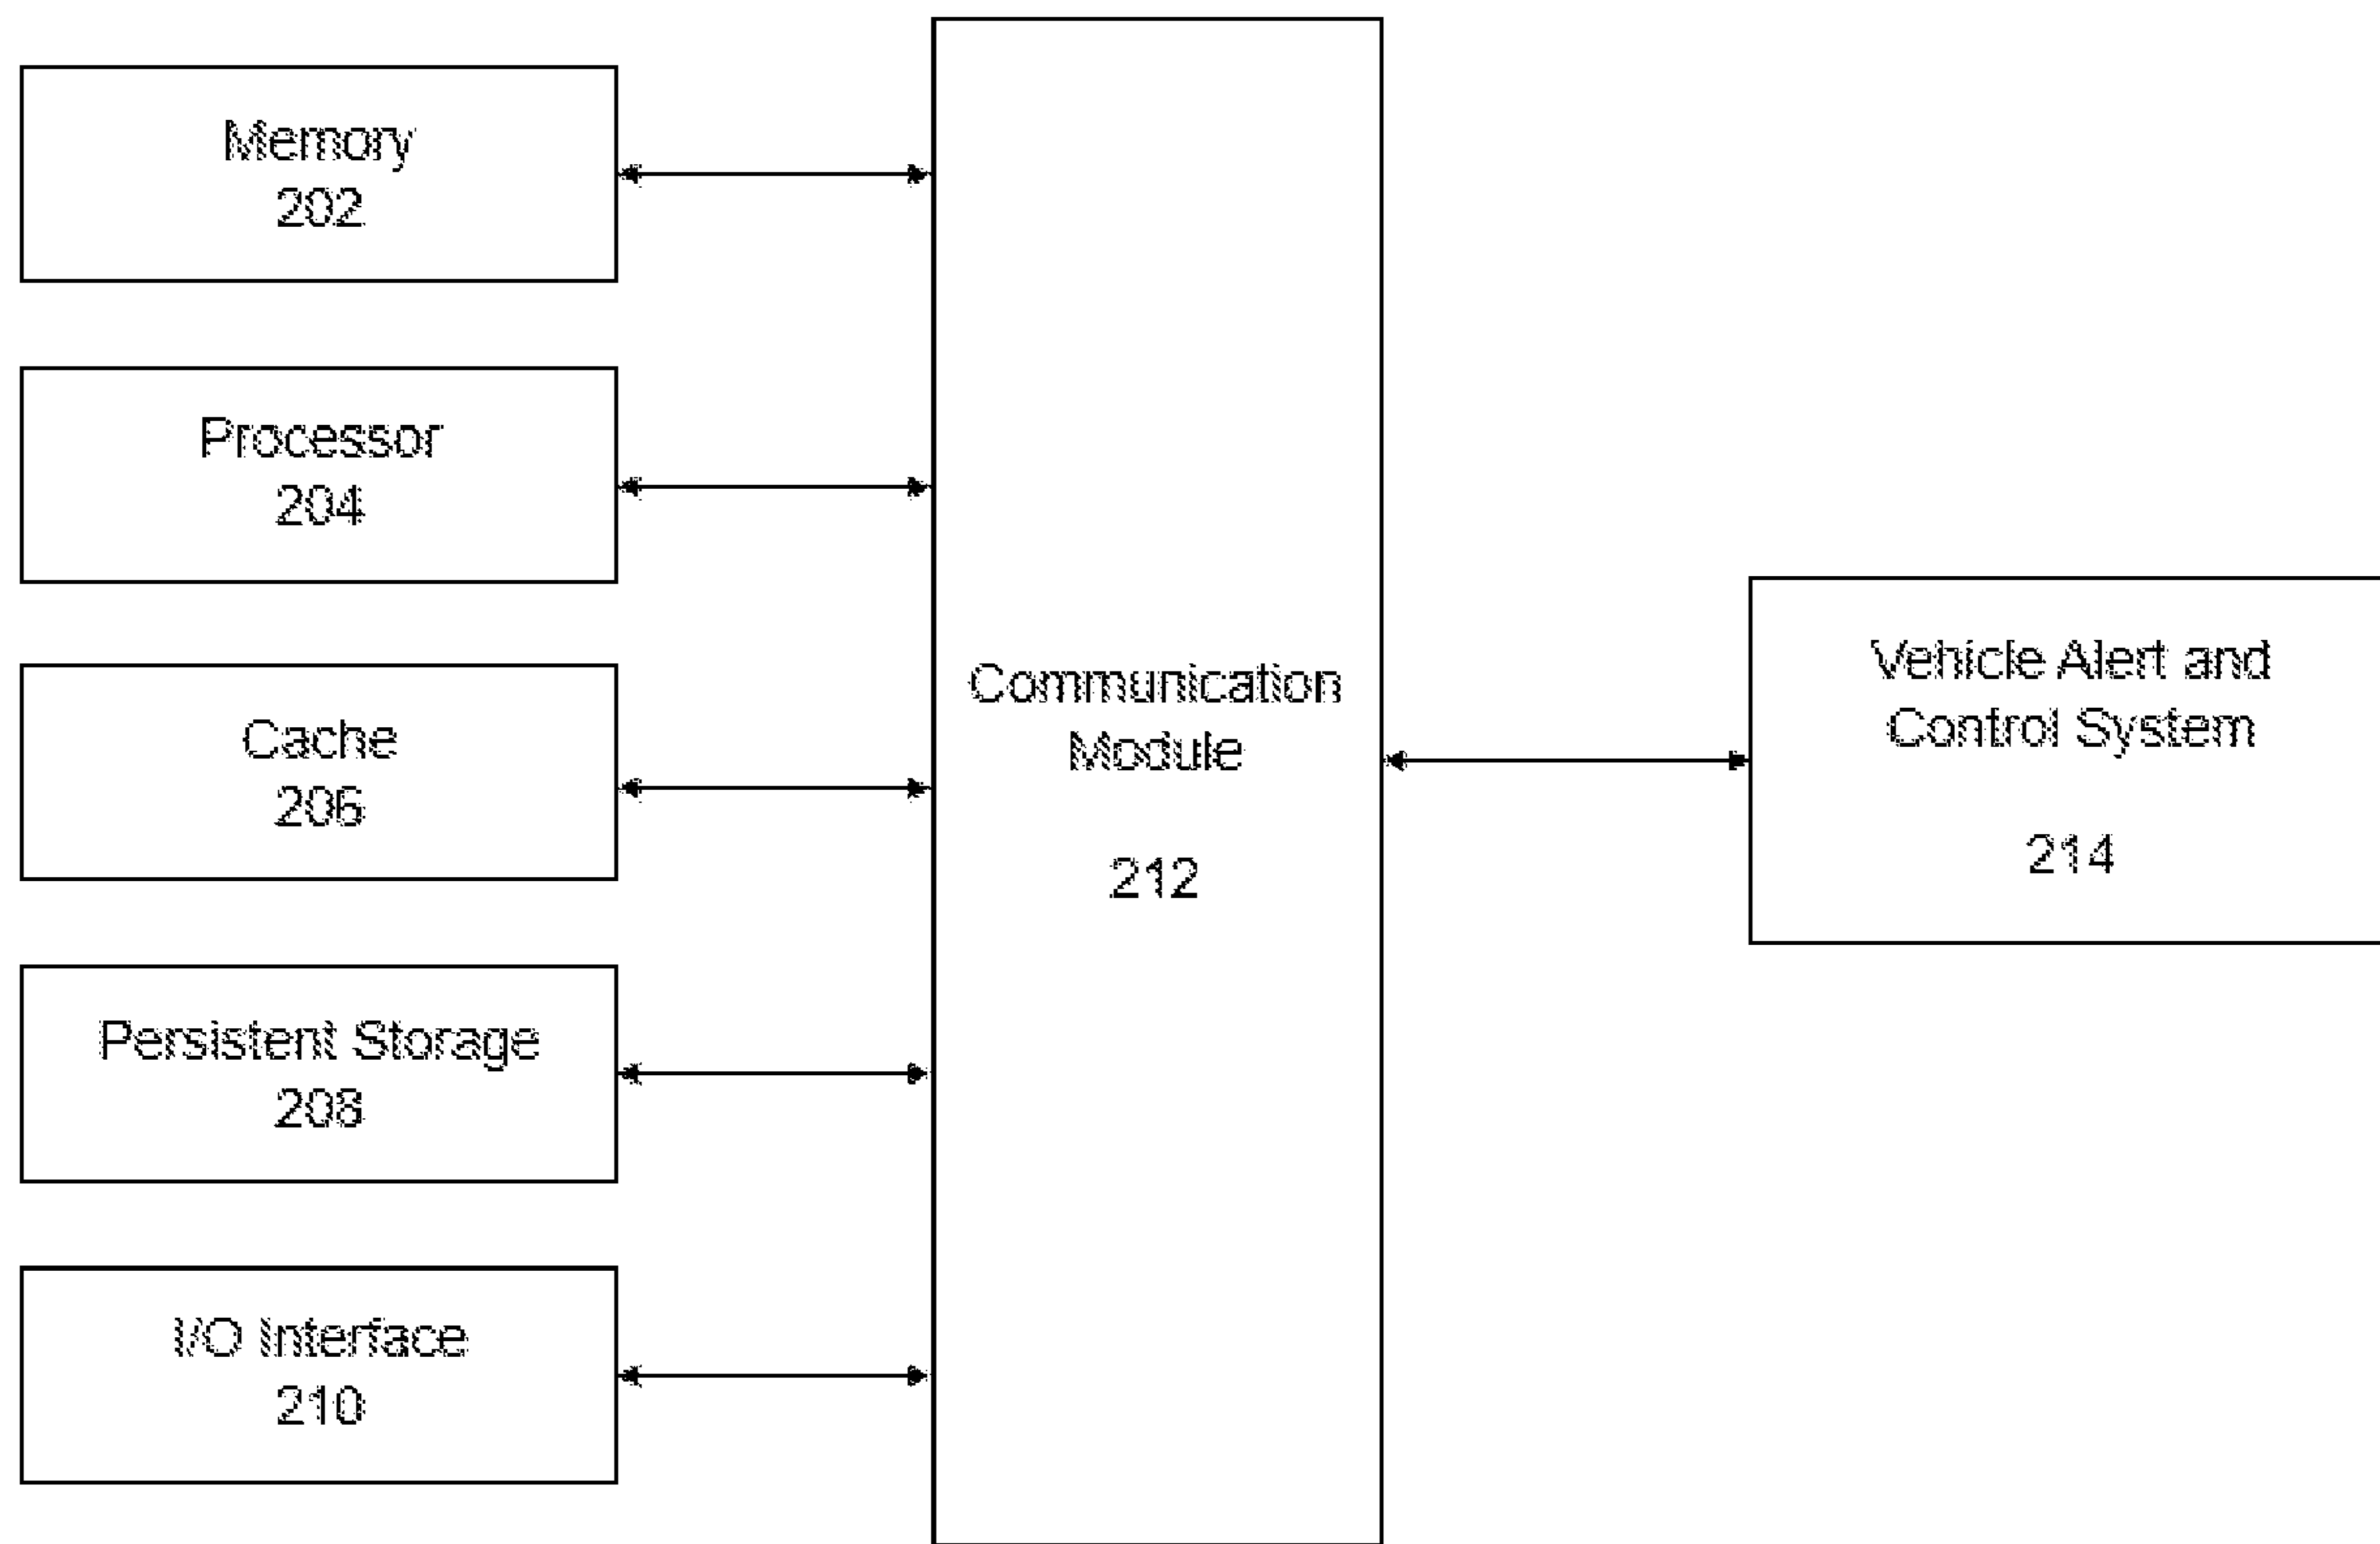 Memory
202
Processor
204
Cache
206
Persistent Storage
208
I/O Interface
210
Communication
Module
212
Vehicle Alert and
Control System
214